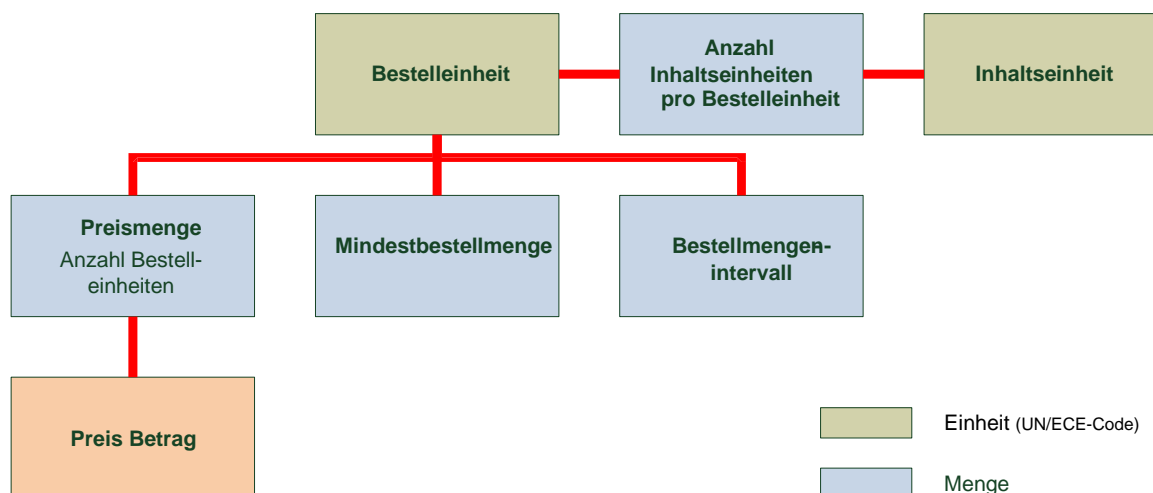 Bestelleinheit
Anzahl
Inhaltseinheiten
pro Bestelleinheit
Inhaltseinheit
Preismenge
Anzahl Bestell-
einheiten
Mindestbestellmenge
Bestellmengen-
intervall
Preis Betrag
Einheit (UN/ECE-Code)
Menge